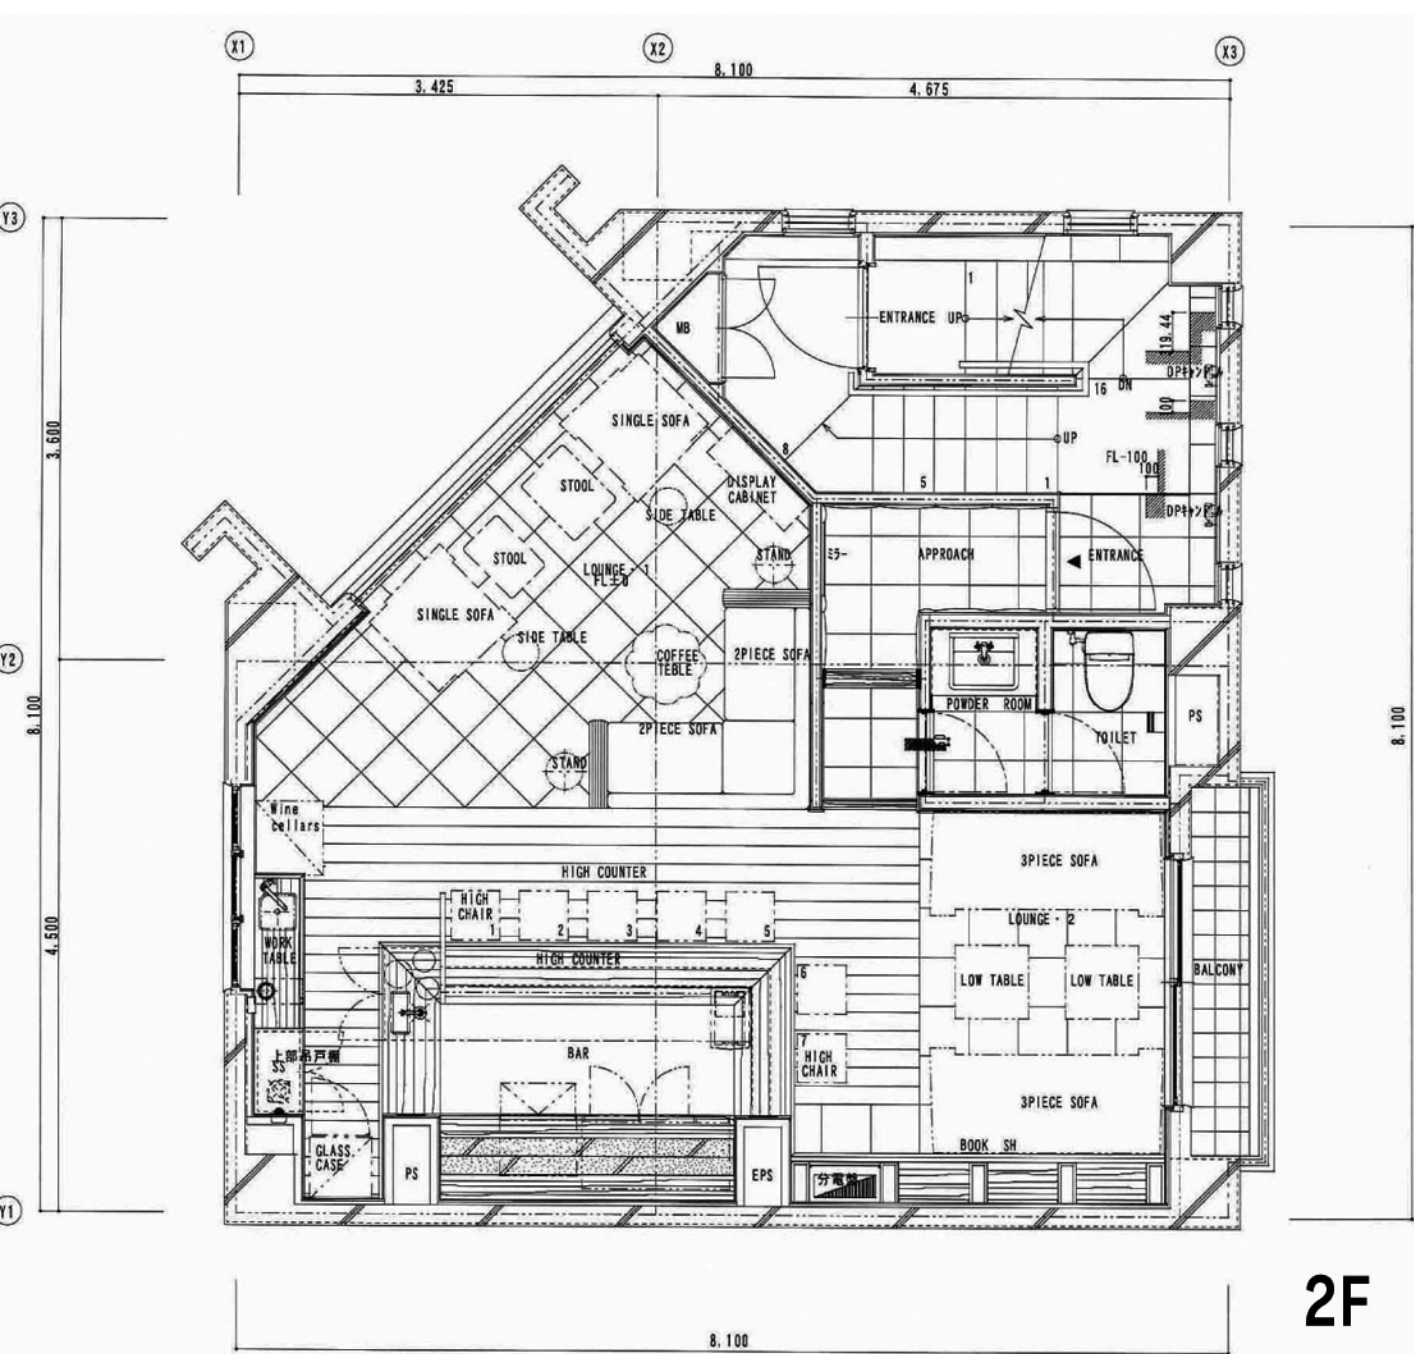 X1
X2
X3
8,100
3.425
4.675
Y3
MB
1
ENTRANCE UP
19.44
DPキャン
16
DN
100
SINGLE SOFA
3.600
8
UP
FL-100
100
STOOL
DISPLAY
CABINET
5
1
DPキャン
SIDE TABLE
STOOL
STAND
ミラー
APPROACH
ENTRANCE
LOUNGE・1
FL±0
SINGLE SOFA
SIDE TABLE
Y2
COFFEE
TEBLE
2PIECE SOFA
8,100
POWDER ROOM
PS
8,100
2PIECE SOFA
TOILET
STAND
Wine
cellars
HIGH COUNTER
3PIECE SOFA
HIGH
CHAIR
1
2
3
4
5
LOUNGE・2
4.500
WORK
TABLE
HIGH COUNTER
6
LOW TABLE
LOW TABLE
BALCONY
上部吊戸棚
SS
BAR
7
HIGH
CHAIR
3PIECE SOFA
GLASS
CASE
PS
EPS
BOOK SH
分電盤
Y1
2F
8,100